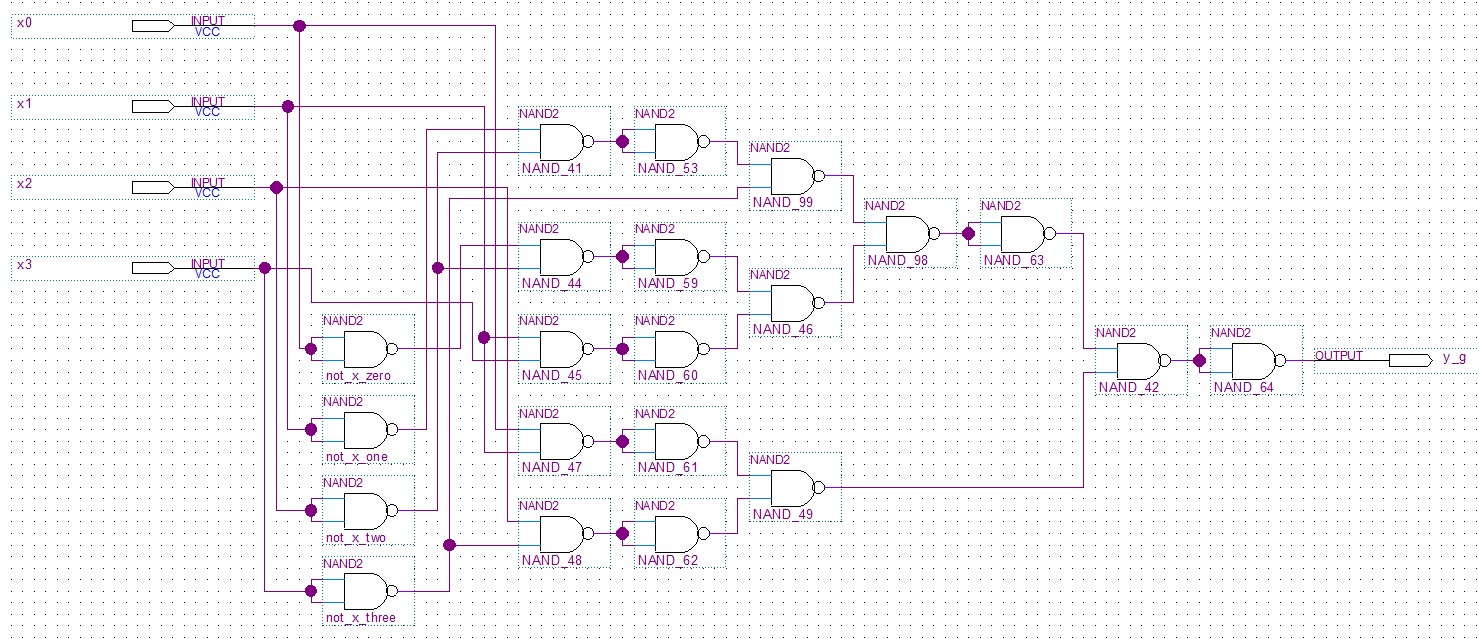 x0
INPUT
VCC
x1
INPUT
VCC
x2
INPUT
VCC
x3
INPUT
VCC
NAND2
not_x_zero
NAND2
not_x_one
NAND2
not_x_two
NAND2
not_x_three
NAND2
NAND_41
NAND2
NAND_53
NAND2
NAND_99
NAND2
NAND_44
NAND2
NAND_59
NAND2
NAND_46
NAND2
NAND_98
NAND2
NAND_63
NAND2
NAND_45
NAND2
NAND_60
NAND2
NAND_47
NAND2
NAND_61
NAND2
NAND_49
NAND2
NAND_48
NAND2
NAND_62
NAND2
NAND_42
NAND2
NAND_64
OUTPUT
y_g